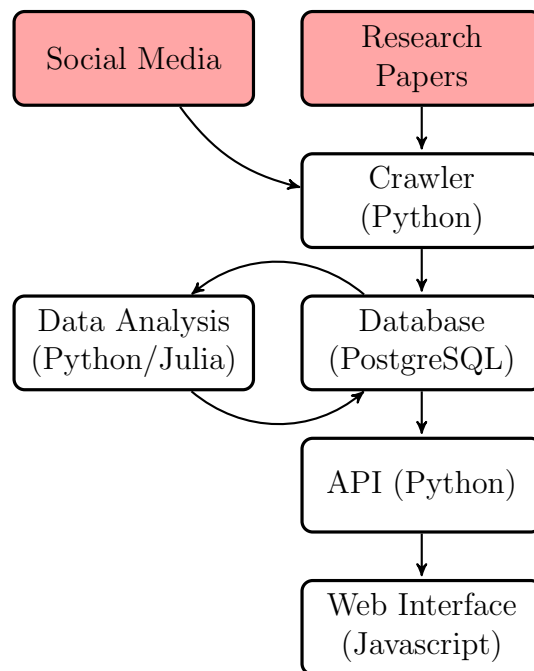 Social Media
Research
Papers
Crawler
(Python)
Data Analysis
(Python/Julia)
Database
(PostgreSQL)
API (Python)
Web Interface
(Javascript)